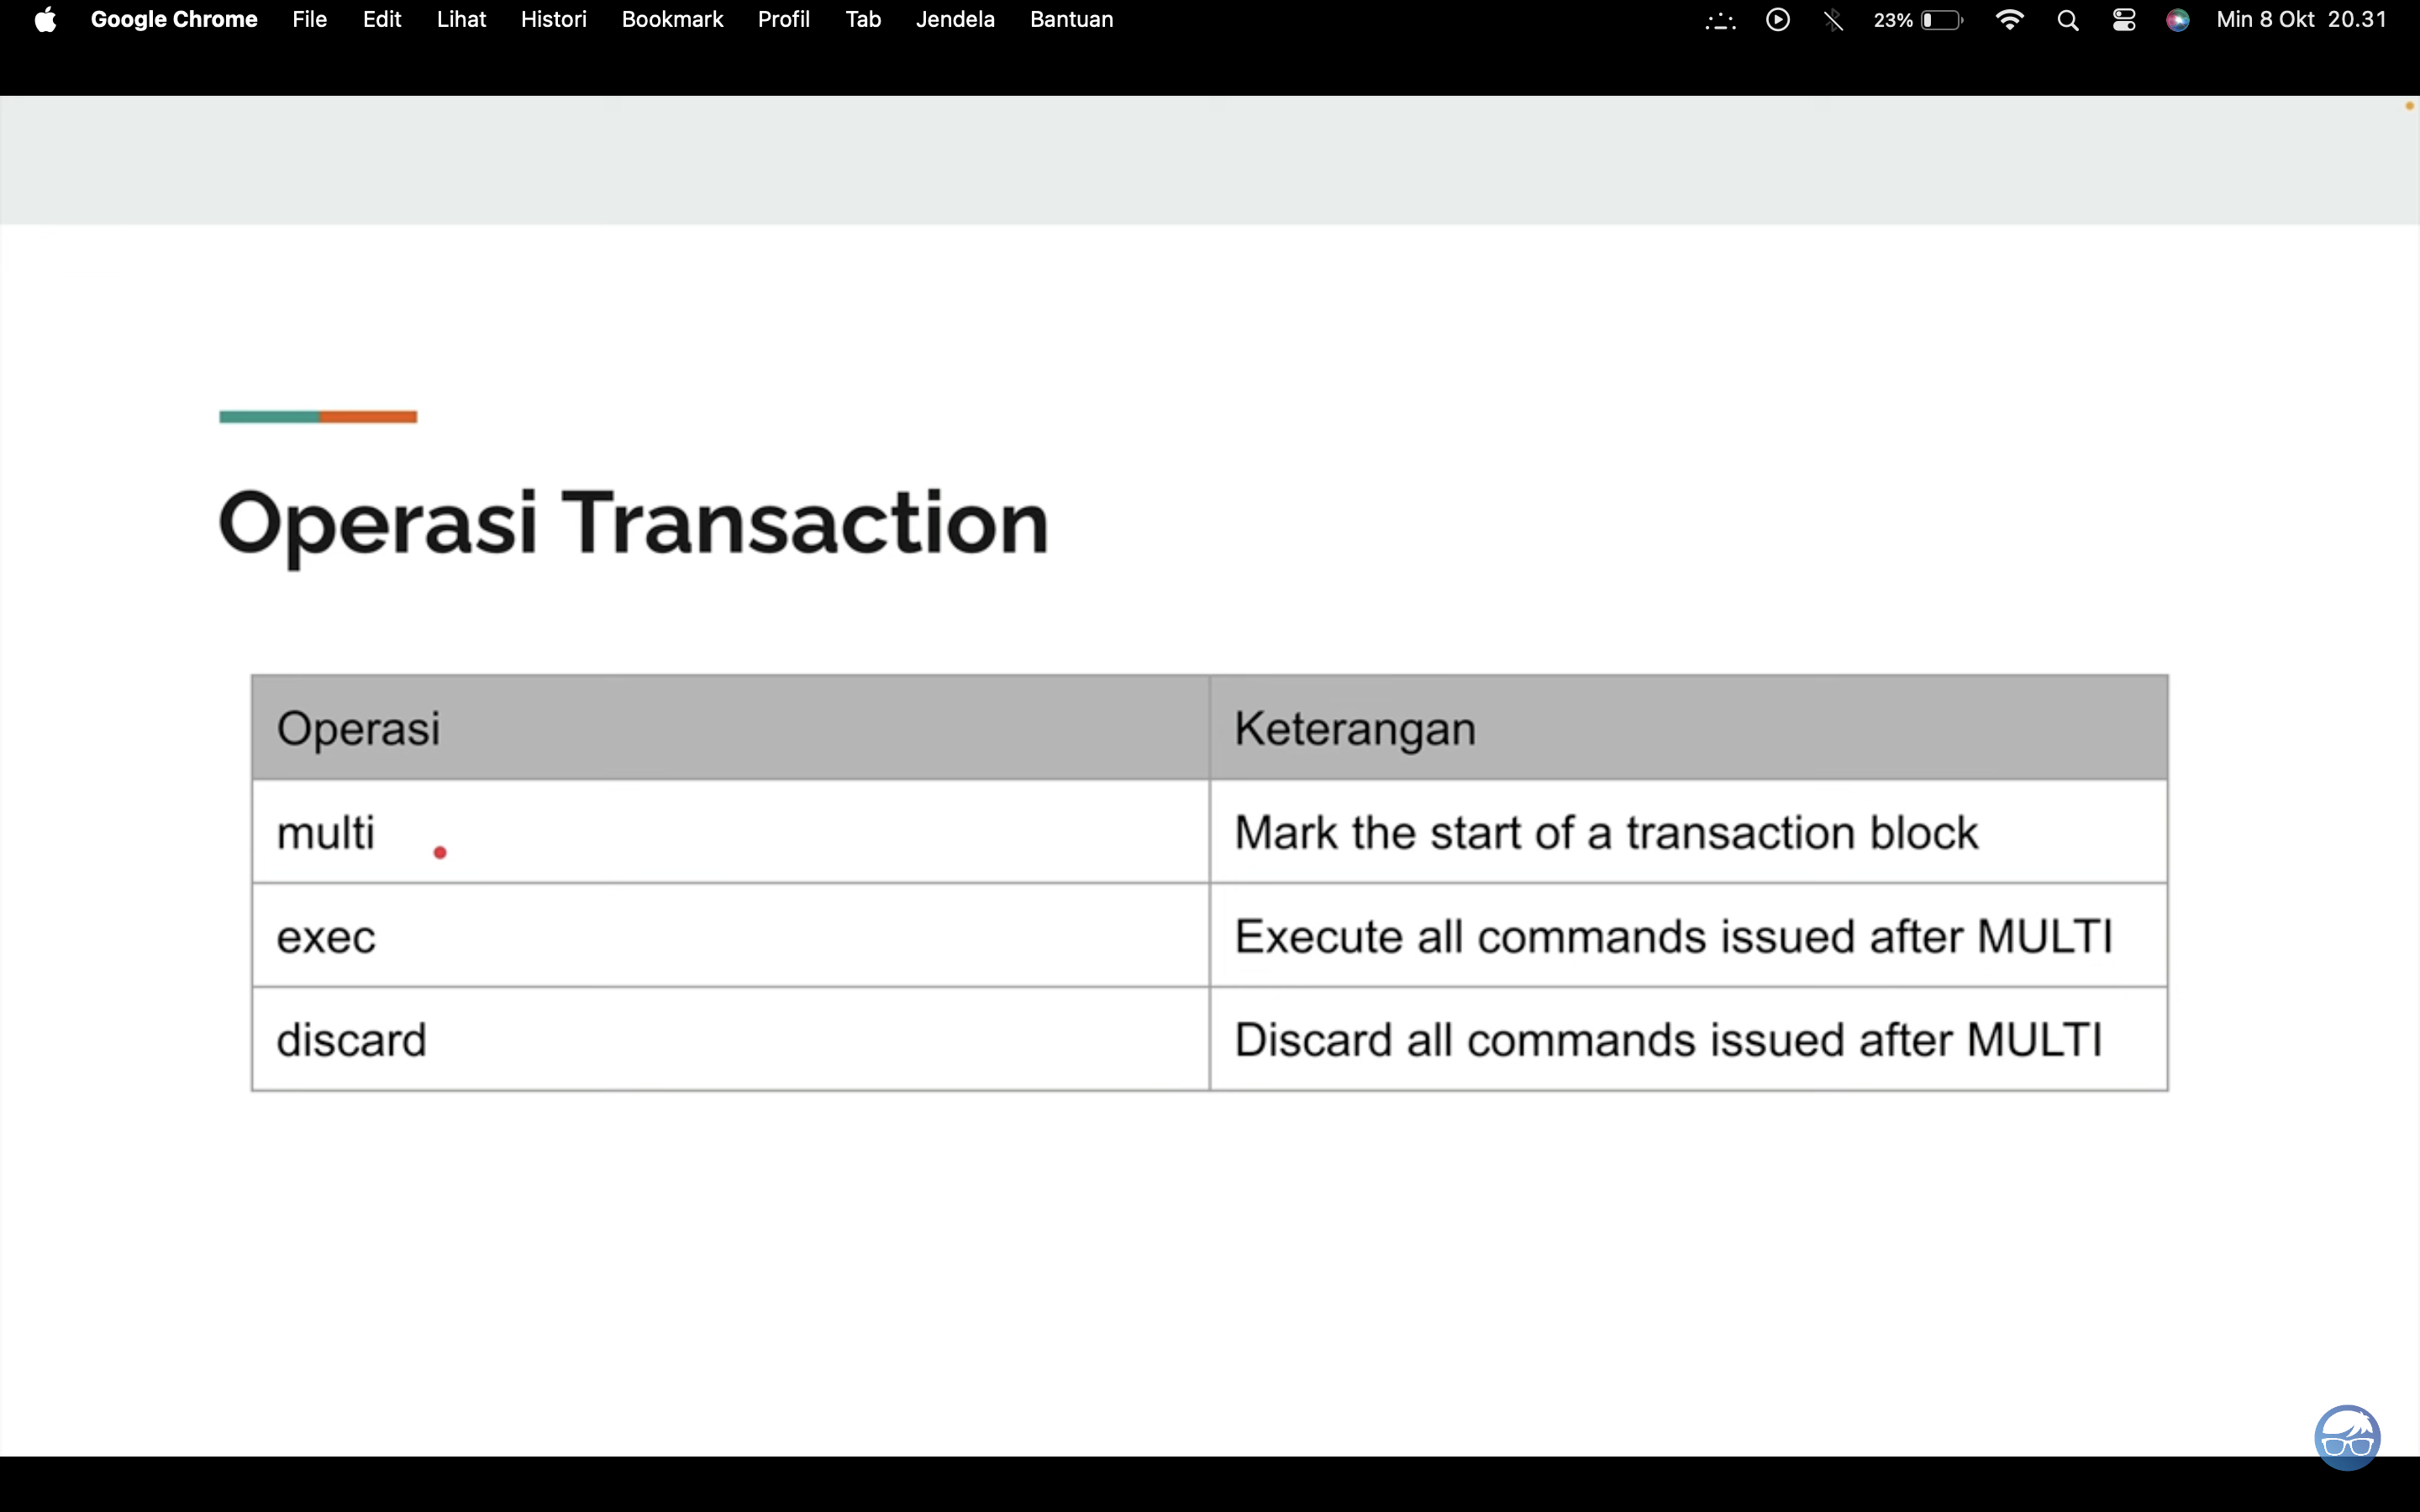 Google Chrome File Edit Lihat Histori Bookmark Profil Tab Jendela Bantuan 23% Min 8 Okt 20.31
Operasi Transaction
Operasi Keterangan
multi Mark the start of a transaction block
exec Execute all commands issued after MULTI
discard Discard all commands issued after MULTI